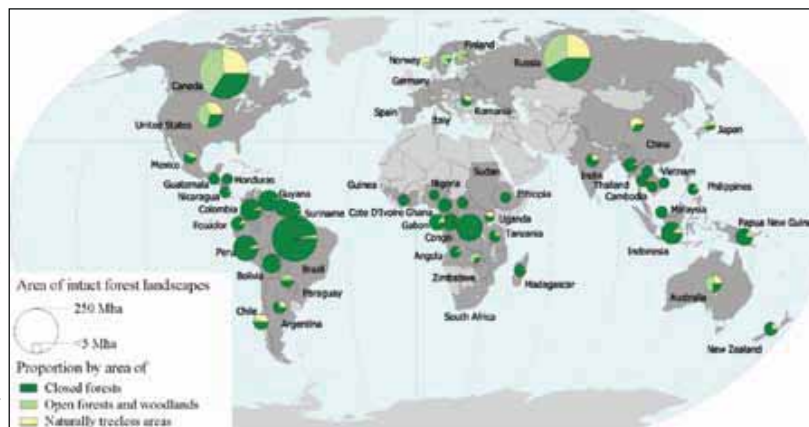 Norway
Finland
Russia
Canada
Germany
Romania
United States
Spain
Italy
Japan
China
Mexico
Sudan
India
Vietnam
Guatemala
Honduras
Guinea
Nigeria
Ethiopia
Thailand
Philippines
Nicaragua
Guyana
Cambodia
Colombia
Suriname
Cote D'Ivoire Ghana
Uganda
Malaysia
Papua New Guinea
Ecuador
Gabon
Congo
Tanzania
Peru
Indonesia
Angola
Bolivia
Brazil
Zimbabwe
Madagascar
Area of intact forest landscapes
250 Mha
<5 Mha
Paraguay
Australia
Chile
South Africa
Argentina
New Zealand
Proportion by area of
Closed forests
Open forests and woodlands
Naturally treeless areas